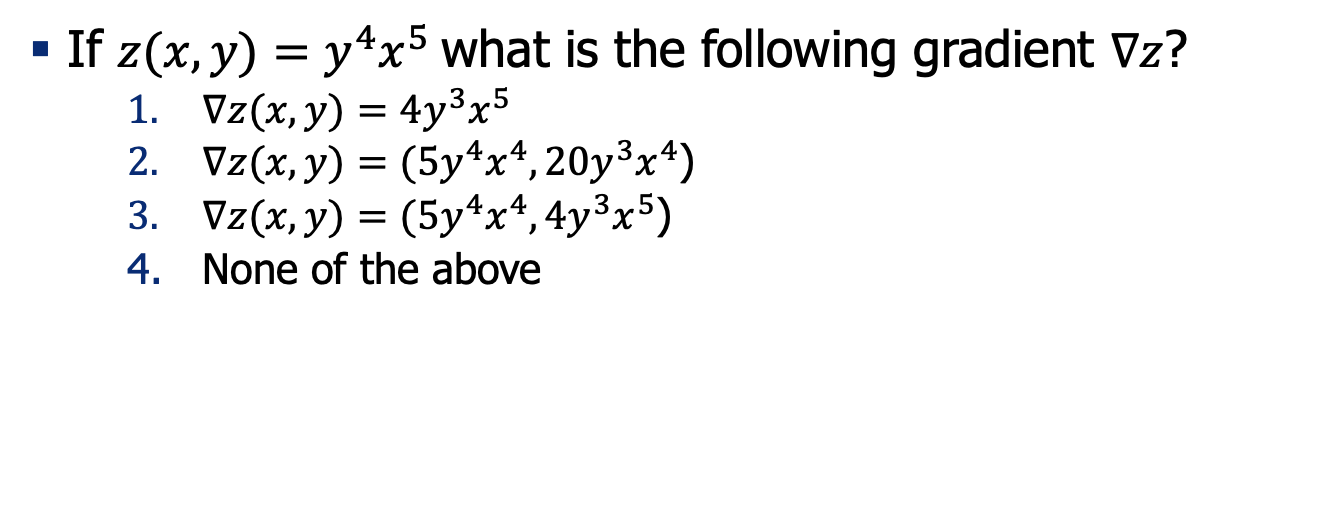 ▪ If z(x, y) = y⁴x⁵ what is the following gradient ∇z?
1. ∇z(x, y) = 4y³x⁵
2. ∇z(x, y) = (5y⁴x⁴, 20y³x⁴)
3. ∇z(x, y) = (5y⁴x⁴, 4y³x⁵)
4. None of the above